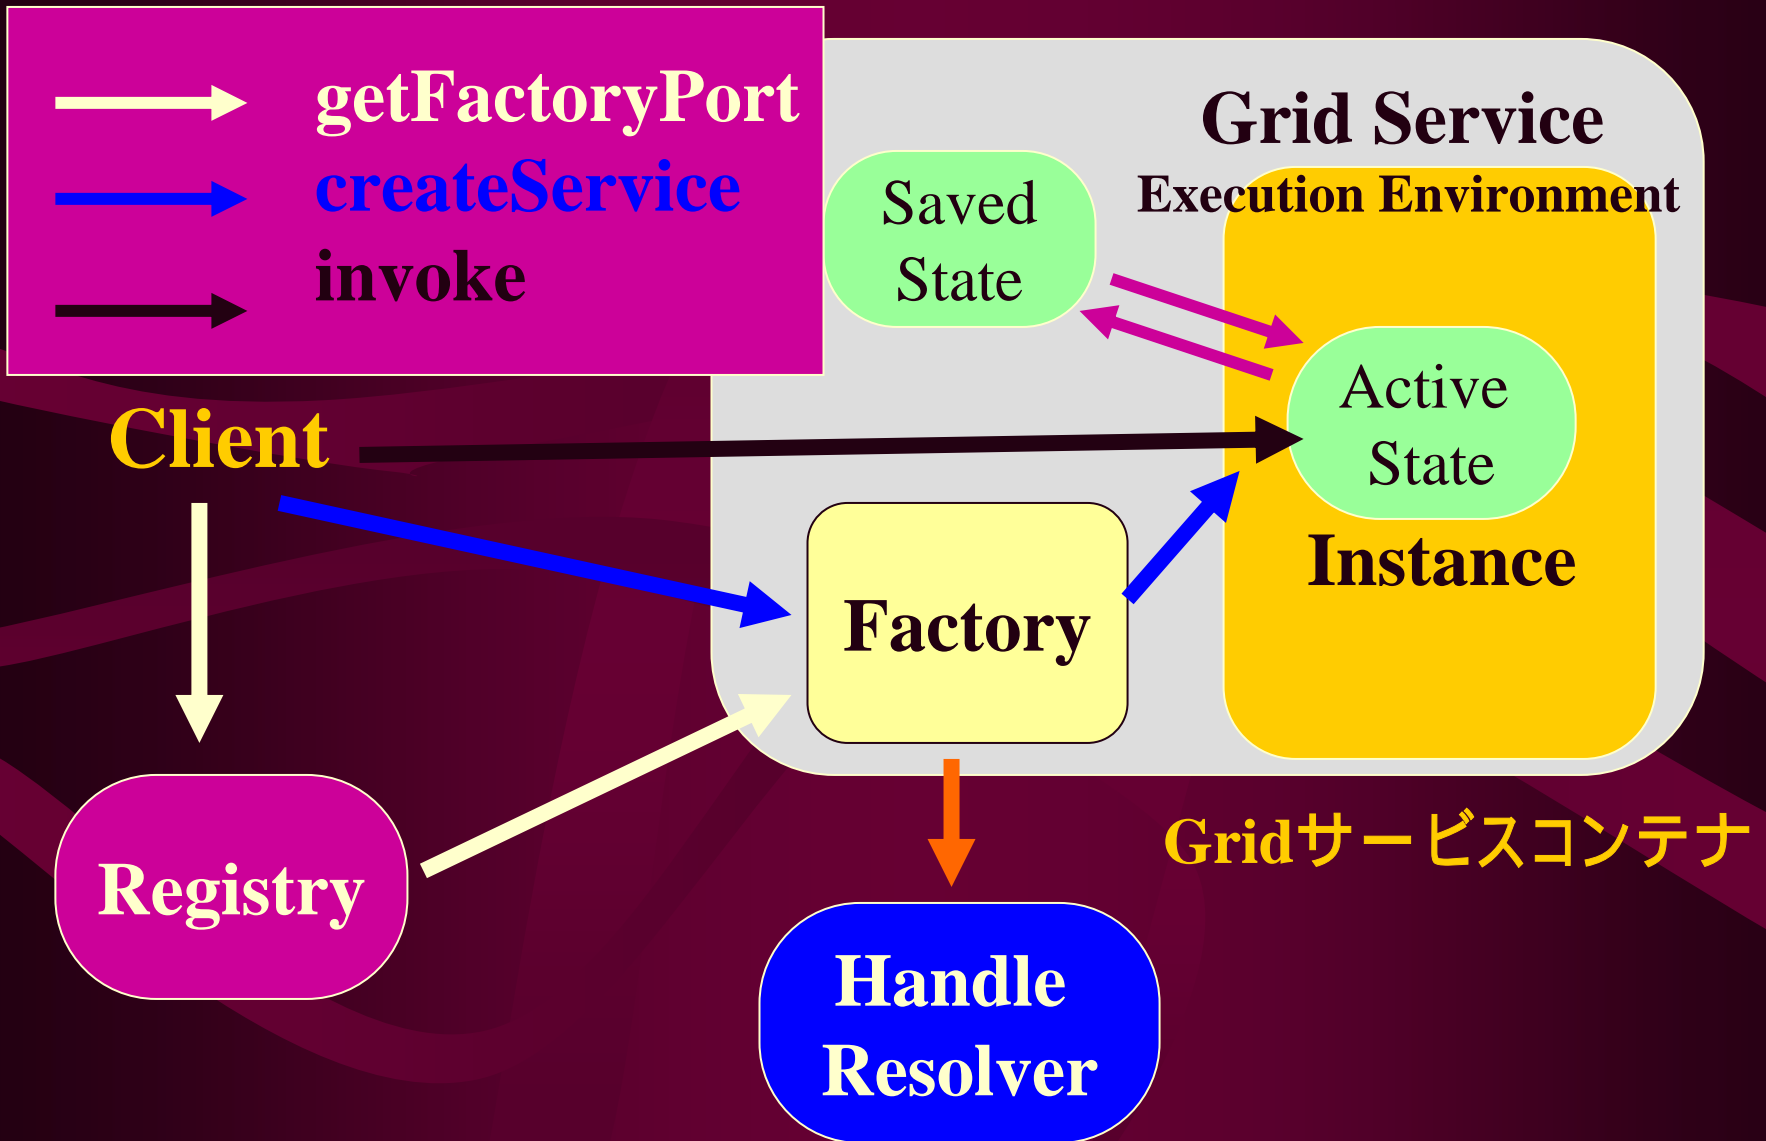 getFactoryPort
createService
invoke
Grid Service
Execution Environment
Saved
State
Active
State
Instance
Client
Factory
Registry
Gridサービスコンテナ
Handle
Resolver